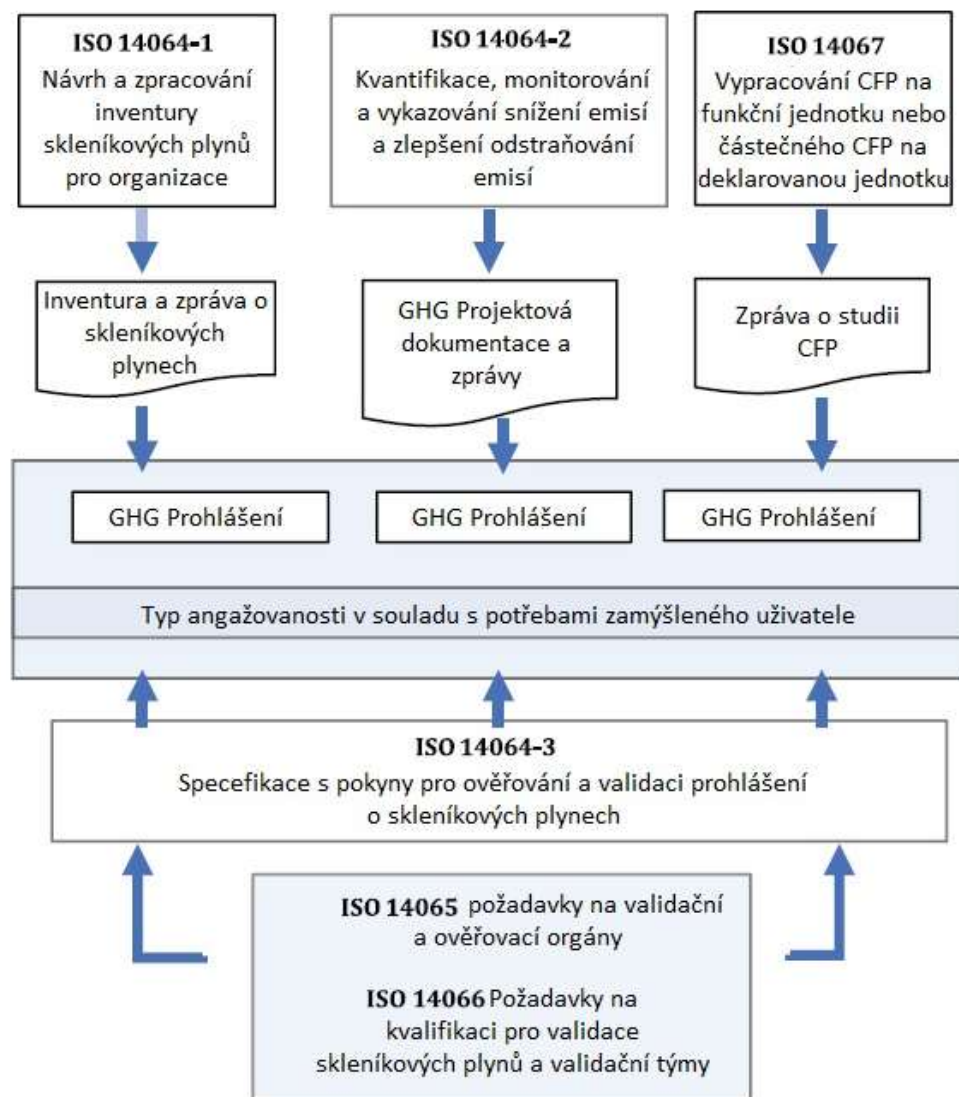 ISO 14064-1
Návrh a zpracování
inventury
skleníkových plynů
pro organizace
ISO 14064-2
Kvantifikace, monitorování
a vykazování snížení emisí
a zlepšení odstraňování
emisí
ISO 14067
Vypracování CFP na
funkční jednotku nebo
částečného CFP na
deklarovanou jednotku
Inventura a zpráva o
skleníkových
plynech
GHG Projektová
dokumentace a
zprávy
Zpráva o studii
CFP
GHG Prohlášení
GHG Prohlášení
GHG Prohlášení
Typ angažovanosti v souladu s potřebami zamýšleného uživatele
ISO 14064-3
Specefikace s pokyny pro ověřování a validaci prohlášení
o skleníkových plynech
ISO 14065 požadavky na validační
a ověřovací orgány
ISO 14066 Požadavky na
kvalifikaci pro validace
skleníkových plynů a validační týmy